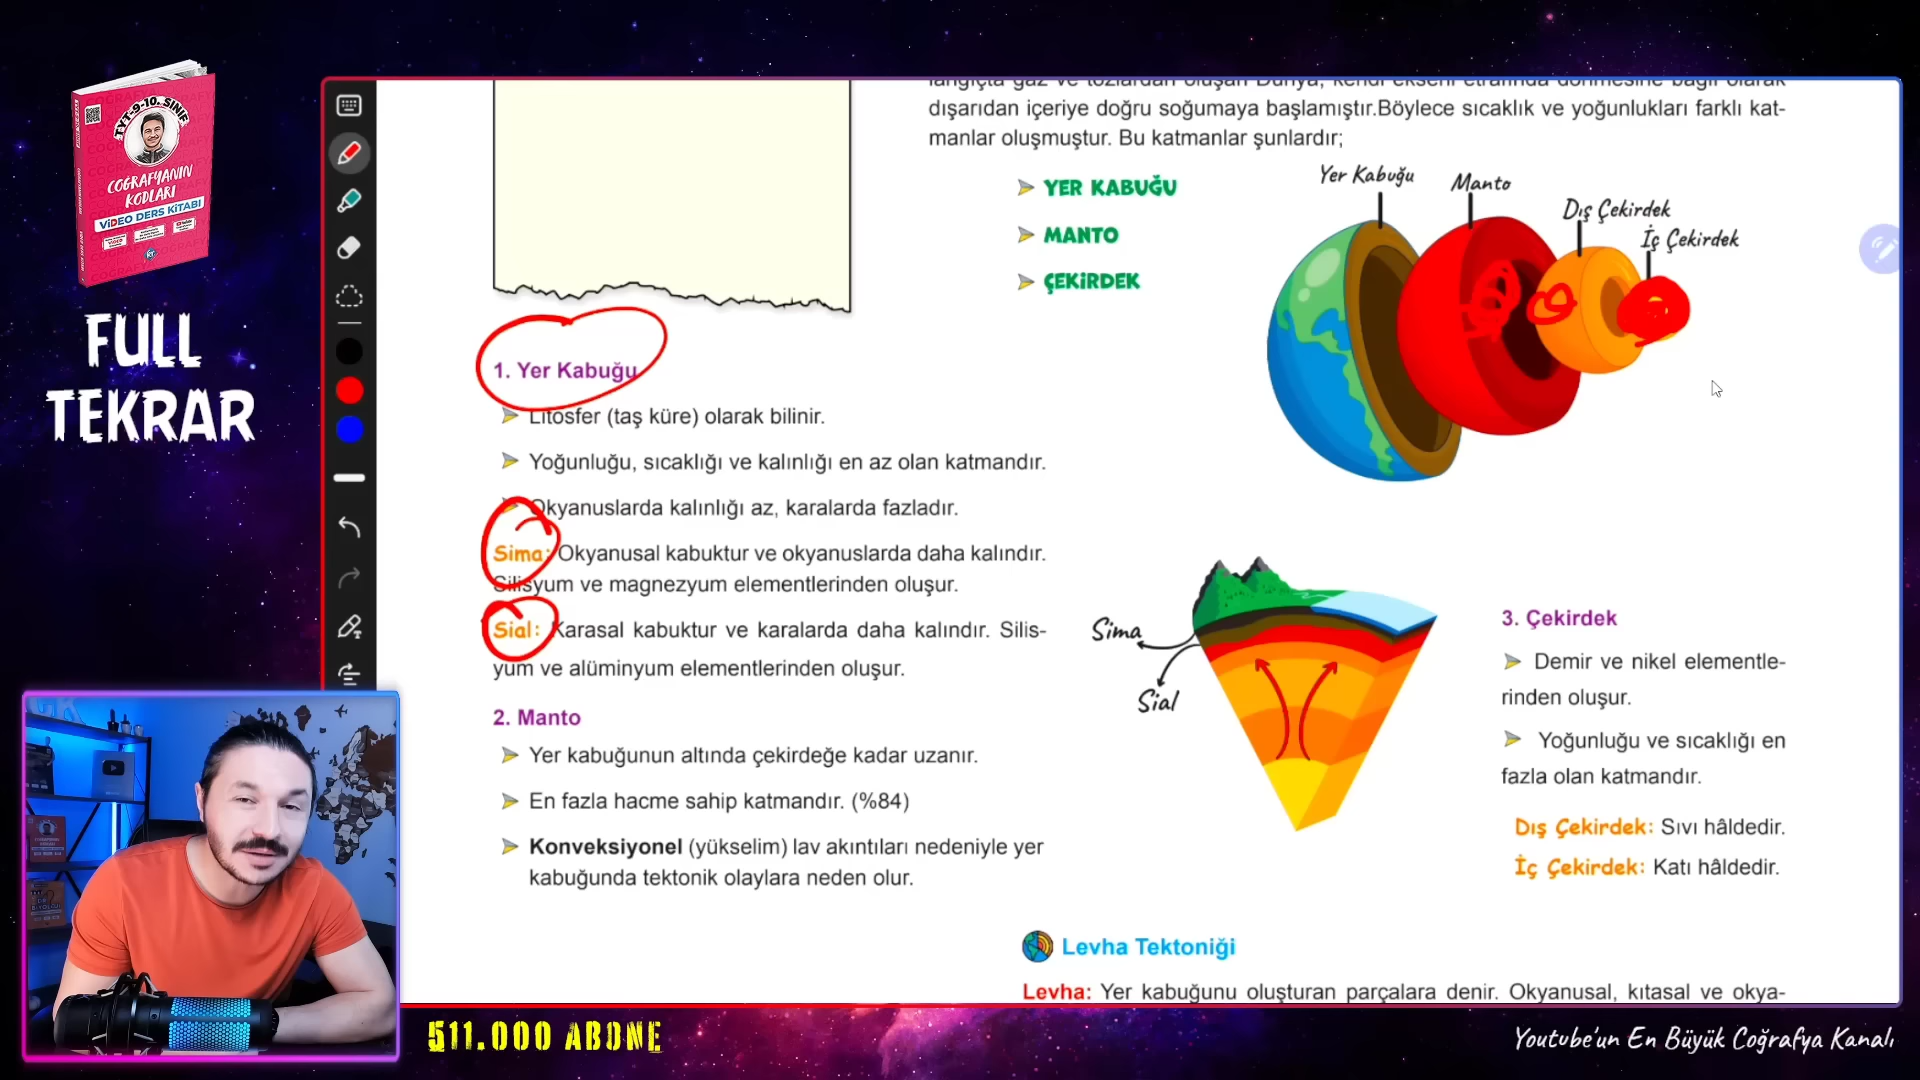 TYT-9-10. SINIF
COĞRAFYANIN
KODLARI
VİDEO DERS KİTABI
FULL
TEKRAR
dışarıdan içeriye doğru soğumaya başlamıştır.Böylece sıcaklık ve yoğunlukları farklı kat-
manlar oluşmuştur. Bu katmanlar şunlardır;
YER KABUĞU
MANTO
ÇEKİRDEK
Yer Kabuğu
Manto
Dış Çekirdek
İç Çekirdek
1. Yer Kabuğu
Litosfer (taş küre) olarak bilinir.
Yoğunluğu, sıcaklığı ve kalınlığı en az olan katmandır.
Okyanuslarda kalınlığı az, karalarda fazladır.
Sima: Okyanusal kabuktur ve okyanuslarda daha kalındır.
Silisyum ve magnezyum elementlerinden oluşur.
Sial: Karasal kabuktur ve karalarda daha kalındır. Silis-
yum ve alüminyum elementlerinden oluşur.
2. Manto
Yer kabuğunun altında çekirdeğe kadar uzanır.
En fazla hacme sahip katmandır. (%84)
Konveksiyonel (yükselim) lav akıntıları nedeniyle yer
kabuğunda tektonik olaylara neden olur.
Sima
Sial
3. Çekirdek
Demir ve nikel elementle-
rinden oluşur.
Yoğunluğu ve sıcaklığı en
fazla olan katmandır.
Dış Çekirdek: Sıvı hâldedir.
İç Çekirdek: Katı hâldedir.
Levha Tektoniği
Levha: Yer kabuğunu oluşturan parçalara denir. Okyanusal, kıtasal ve okya-
511.000 ABONE
Youtube'un En Büyük Coğrafya Kanalı